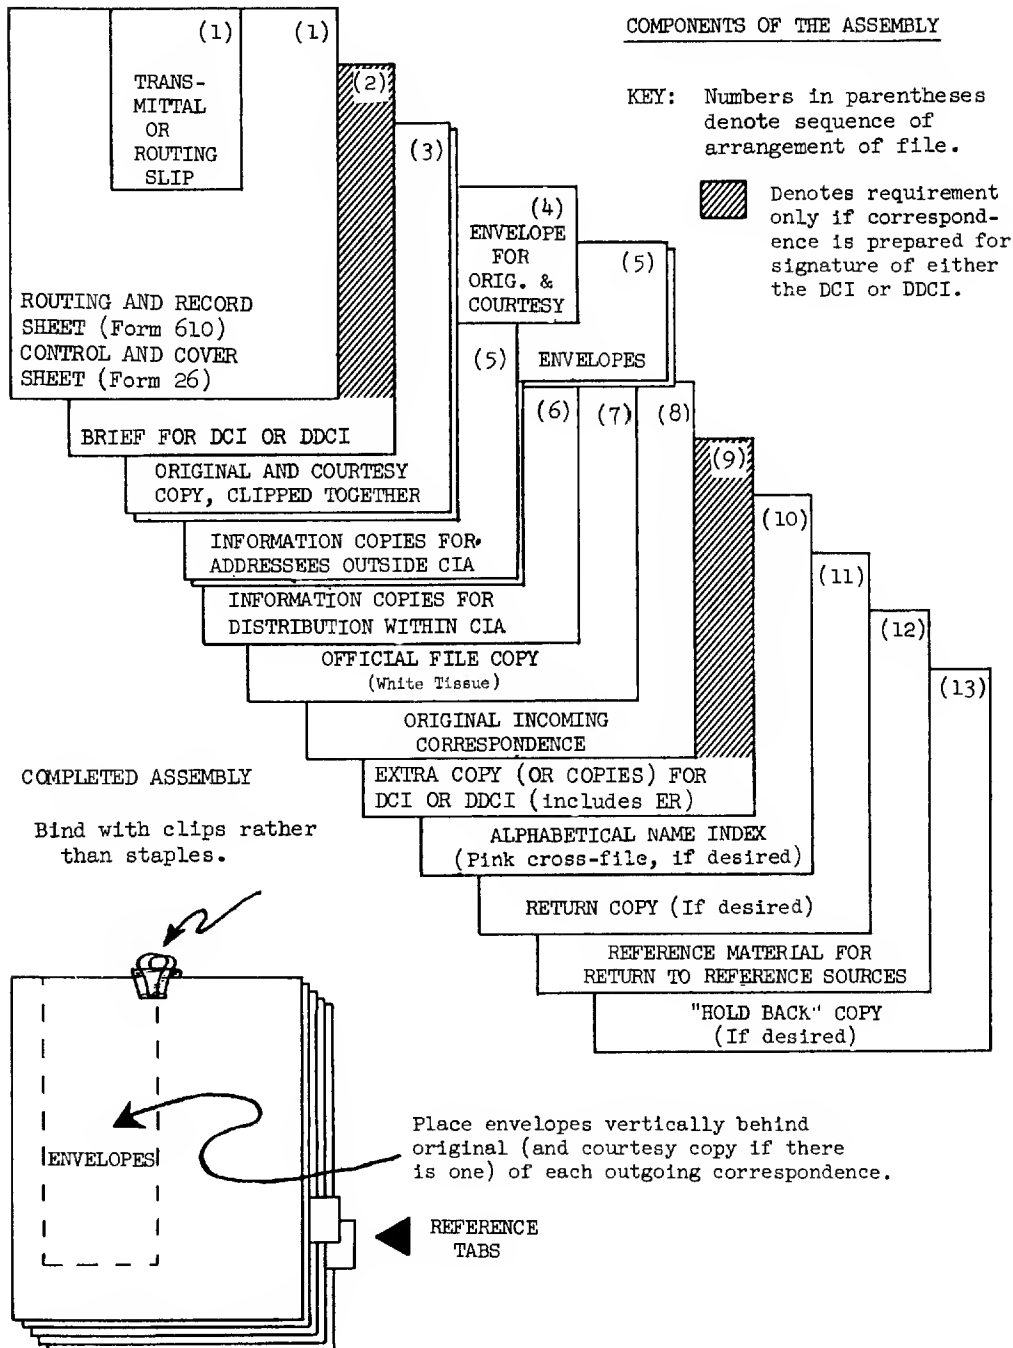 COMPONENTS OF THE ASSEMBLY
KEY: Numbers in parentheses
denote sequence of
arrangement of file.
Denotes requirement
only if correspond-
ence is prepared for
signature of either
the DCI or DDCI.
(1)
(1)
TRANS-
MITTAL
OR
ROUTING
SLIP
ROUTING AND RECORD
SHEET (Form 610)
CONTROL AND COVER
SHEET (Form 26)
(2)
BRIEF FOR DCI OR DDCI
(3)
ORIGINAL AND COURTESY
COPY, CLIPPED TOGETHER
(4)
ENVELOPE
FOR
ORIG. &
COURTESY
(5)
ENVELOPES
(5)
INFORMATION COPIES FOR
ADDRESSEES OUTSIDE CIA
(6)
INFORMATION COPIES FOR
DISTRIBUTION WITHIN CIA
(7)
OFFICIAL FILE COPY
(White Tissue)
(8)
ORIGINAL INCOMING
CORRESPONDENCE
(9)
EXTRA COPY (OR COPIES) FOR
DCI OR DDCI (includes ER)
(10)
ALPHABETICAL NAME INDEX
(Pink cross-file, if desired)
(11)
RETURN COPY (If desired)
(12)
REFERENCE MATERIAL FOR
RETURN TO REFERENCE SOURCES
(13)
"HOLD BACK" COPY
(If desired)
COMPLETED ASSEMBLY
Bind with clips rather
than staples.
ENVELOPES
Place envelopes vertically behind
original (and courtesy copy if there
is one) of each outgoing correspondence.
REFERENCE
TABS